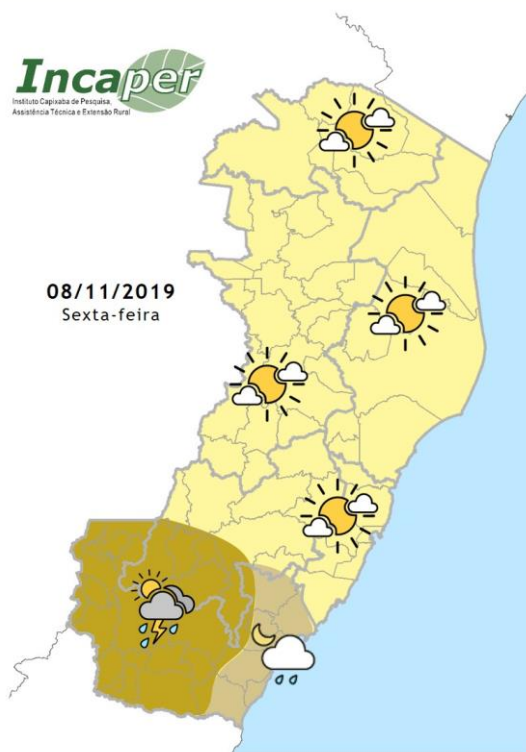 Incaper
Instituto Capixaba de Pesquisa,
Assistência Técnica e Extensão Rural
08/11/2019
Sexta-feira